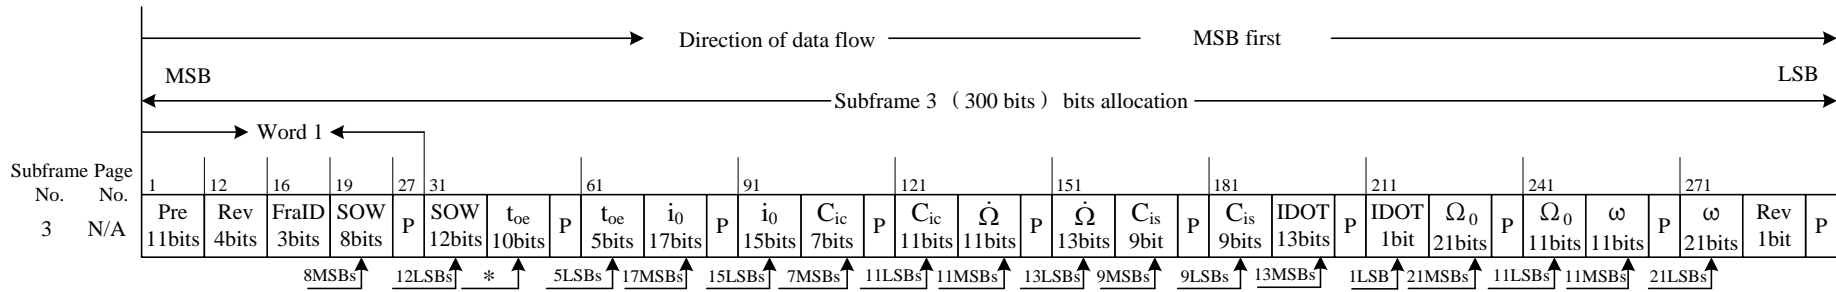 Direction of data flow MSB first
MSB LSB
Subframe 3 ( 300 bits ) bits allocation
Word 1
Subframe Page
No. No.
1 12 16 19 27 31 61 91 121 151 181 211 241 271
3 N/A
Pre 11bits
Rev 4bits
FraID 3bits
SOW 8bits
P
SOW 12bits
toe 10bits
P
toe 5bits
i0 17bits
P
i0 15bits
Cic 7bits
P
Cic 11bits
Ω̇ 11bits
P
Ω̇ 13bits
Cis 9bit
P
Cis 9bits
IDOT 13bits
P
IDOT 1bit
Ω0 21bits
P
Ω0 11bits
ω 11bits
P
ω 21bits
Rev 1bit
P
8MSBs 12LSBs * 5LSBs 17MSBs 15LSBs 7MSBs 11LSBs 11MSBs 13LSBs 9MSBs 9LSBs 13MSBs 1LSB 21MSBs 11LSBs 11MSBs 21LSBs